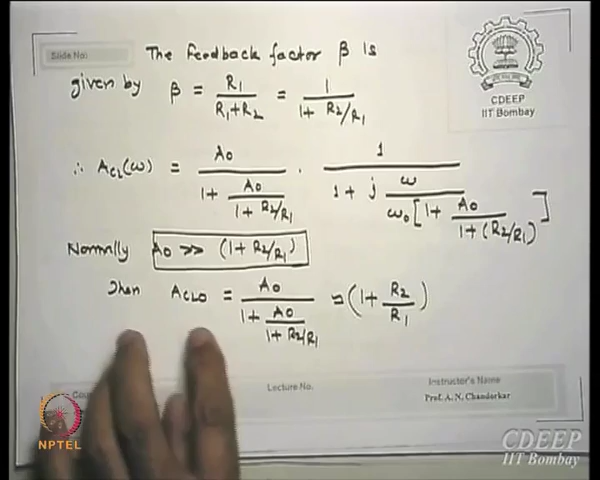 Slide No:
The Feedback factor β is
given by β = R1/(R1+R2) = 1/(1+R2/R1)
∴ ACL(ω) = A0/(1 + A0/(1+R2/R1)) · 1/(1 + j ω/(ω0[1 + A0/(1+(R2/R1))]))
Normally A0 >> (1+R2/R1)
Then ACL0 = A0/(1 + A0/(1+R2/R1)) ≈ (1 + R2/R1)
CDEEP
IIT Bombay
Lecture No.
Instructor's Name
Prof. A. N. Chandorkar
NPTEL
CDEEP
IIT Bombay